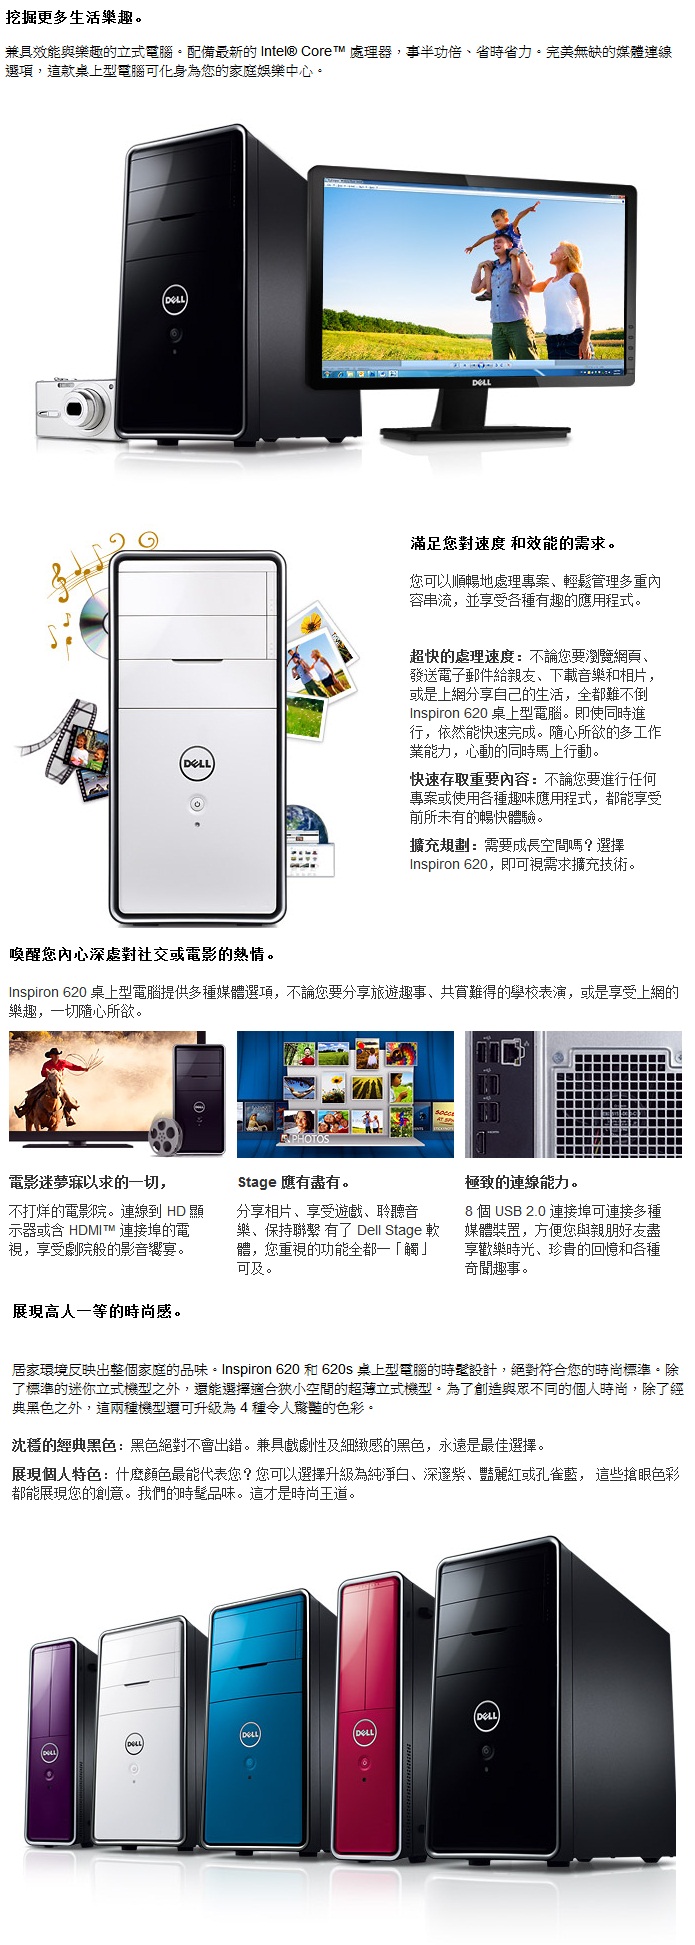 挖掘更多生活樂趣。
兼具效能與樂趣的立式電腦。配備最新的 Intel® Core™ 處理器，事半功倍、省時省力。完美無缺的媒體連線
選項，這款桌上型電腦可化身為您的家庭娛樂中心。
DELL
DELL
滿足您對速度 和效能的需求。
您可以順暢地處理專案、輕鬆管理多重內
容串流，並享受各種有趣的應用程式。
超快的處理速度：不論您要瀏覽網頁、
發送電子郵件給親友、下載音樂和相片，
或是上網分享自己的生活，全都難不倒
Inspiron 620 桌上型電腦。即使同時進
行，依然能快速完成。隨心所欲的多工作
業能力，心動的同時馬上行動。
快速存取重要內容：不論您要進行任何
專案或使用各種趣味應用程式，都能享受
前所未有的暢快體驗。
擴充規劃：需要成長空間嗎？選擇
Inspiron 620，即可視需求擴充技術。
DELL
喚醒您內心深處對社交或電影的熱情。
Inspiron 620 桌上型電腦提供多種媒體選項，不論您要分享旅遊趣事、共賞難得的學校表演，或是享受上網的
樂趣，一切隨心所欲。
DELL
PHOTOS
電影迷夢寐以求的一切，
不打烊的電影院。連線到 HD 顯
示器或含 HDMI™ 連接埠的電
視，享受劇院般的影音饗宴。
Stage 應有盡有。
分享相片、享受遊戲、聆聽音
樂、保持聯繫 有了 Dell Stage 軟
體，您重視的功能全都一「觸」
可及。
極致的連線能力。
8 個 USB 2.0 連接埠可連接多種
媒體裝置，方便您與親朋好友盡
享歡樂時光、珍貴的回憶和各種
奇聞趣事。
展現高人一等的時尚感。
居家環境反映出整個家庭的品味。Inspiron 620 和 620s 桌上型電腦的時髦設計，絕對符合您的時尚標準。除
了標準的迷你立式機型之外，還能選擇適合狹小空間的超薄立式機型。為了創造與眾不同的個人時尚，除了經
典黑色之外，這兩種機型還可升級為 4 種令人驚豔的色彩。
沈穩的經典黑色：黑色絕對不會出錯。兼具戲劇性及細緻感的黑色，永遠是最佳選擇。
展現個人特色：什麼顏色最能代表您？您可以選擇升級為純淨白、深邃紫、豔麗紅或孔雀藍， 這些搶眼色彩
都能展現您的創意。我們的時髦品味。這才是時尚王道。
DELL
DELL
DELL
DELL
DELL